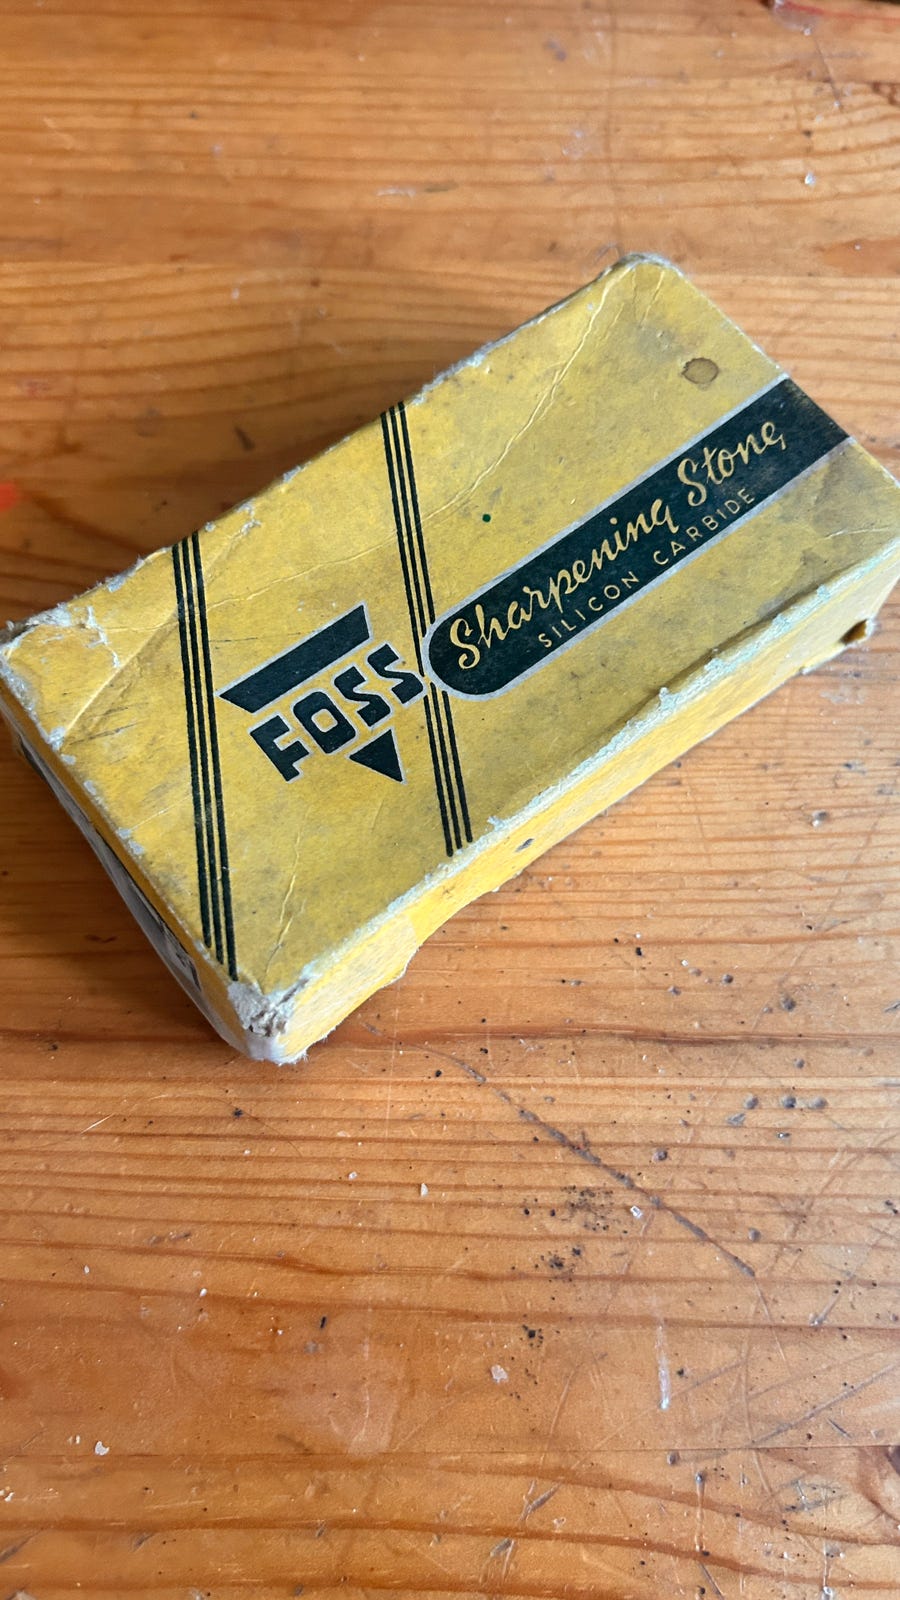 FOSS
Sharpening Stone
SILICON CARBIDE